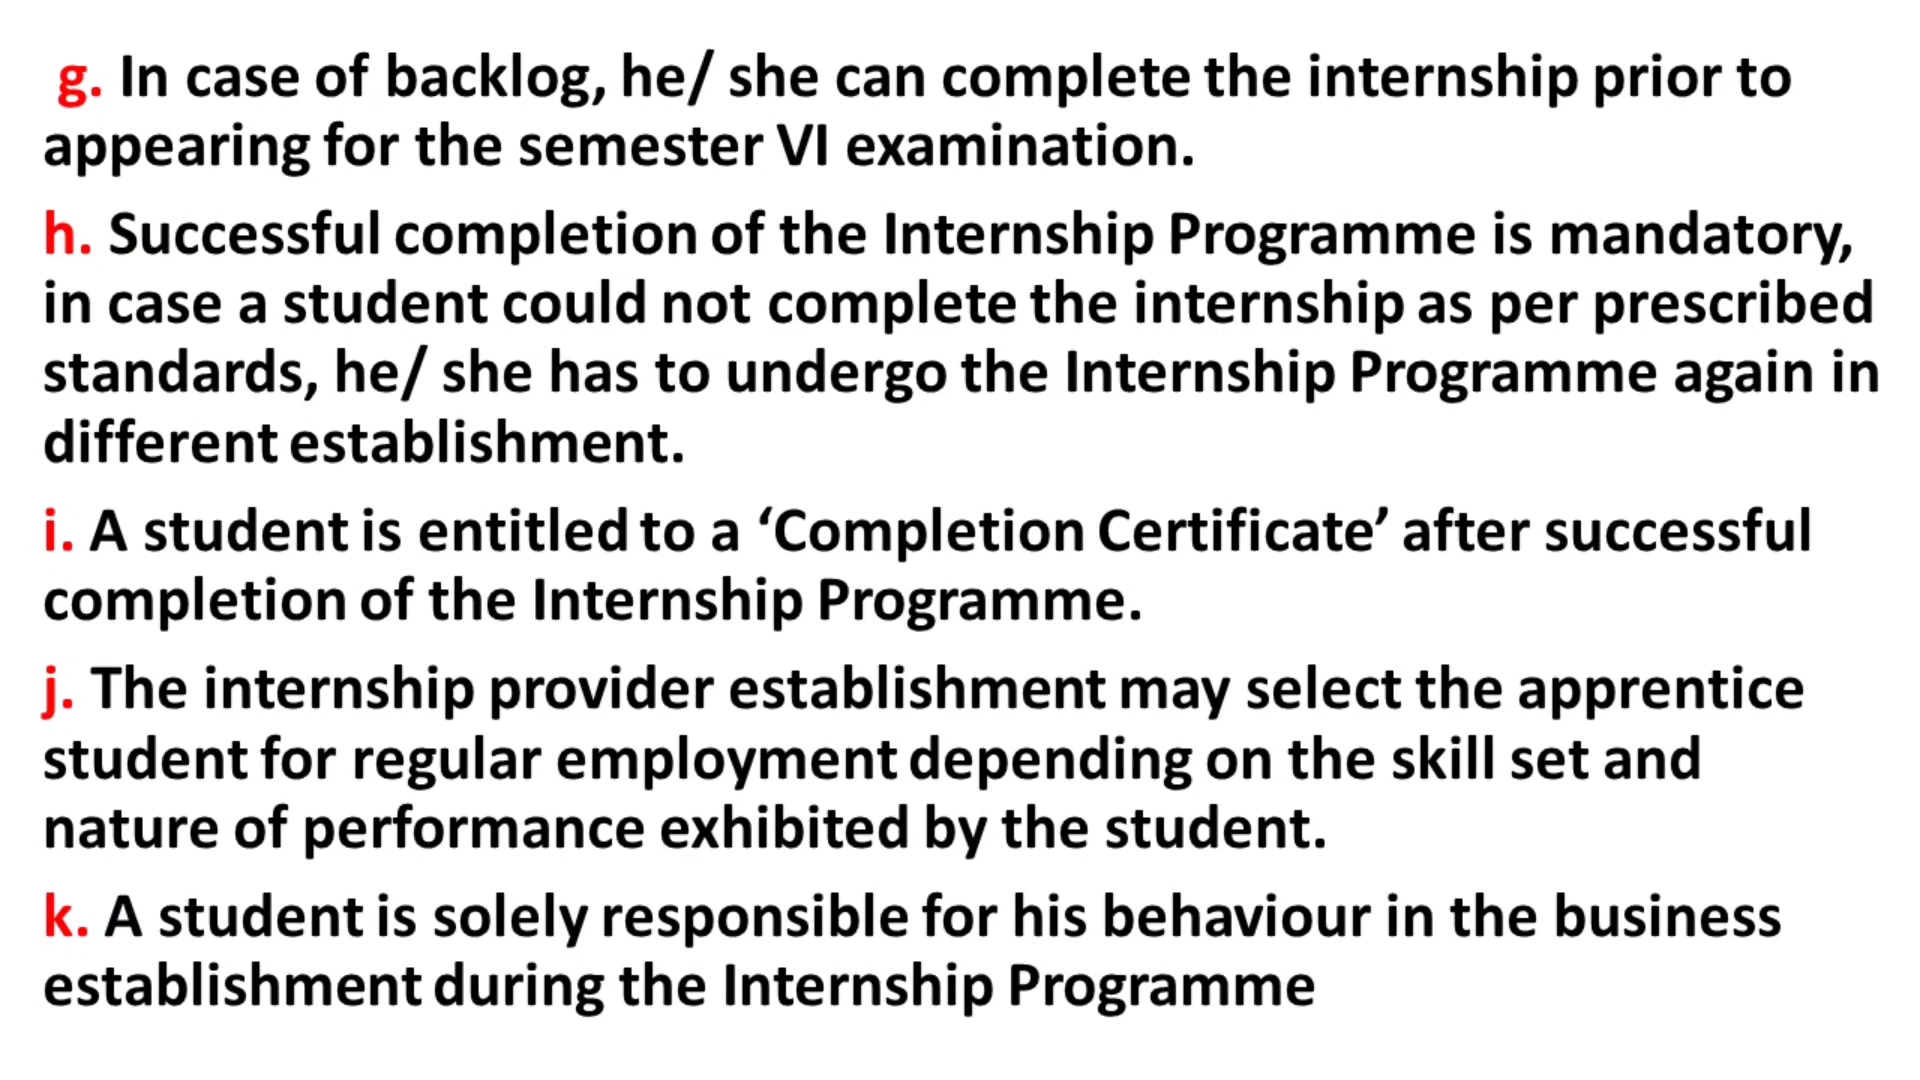 g. In case of backlog, he/ she can complete the internship prior to
appearing for the semester VI examination.
h. Successful completion of the Internship Programme is mandatory,
in case a student could not complete the internship as per prescribed
standards, he/ she has to undergo the Internship Programme again in
different establishment.
i. A student is entitled to a ‘Completion Certificate’ after successful
completion of the Internship Programme.
j. The internship provider establishment may select the apprentice
student for regular employment depending on the skill set and
nature of performance exhibited by the student.
k. A student is solely responsible for his behaviour in the business
establishment during the Internship Programme